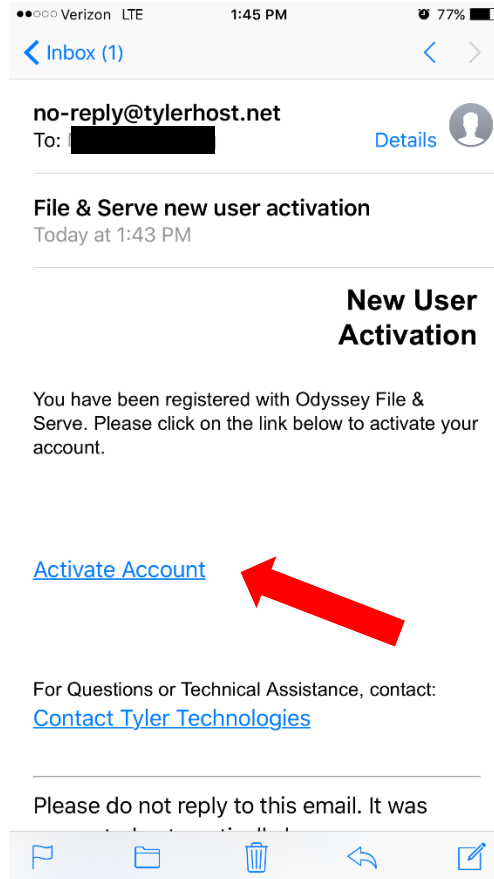 Verizon LTE 1:45 PM 77%
Inbox (1)
no-reply@tylerhost.net
To:
Details
File & Serve new user activation
Today at 1:43 PM
New User
Activation
You have been registered with Odyssey File &
Serve. Please click on the link below to activate your
account.
Activate Account
For Questions or Technical Assistance, contact:
Contact Tyler Technologies
Please do not reply to this email. It was